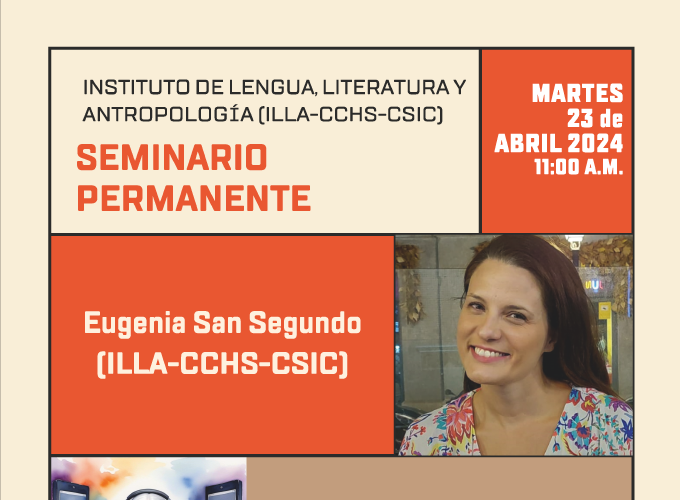 INSTITUTO DE LENGUA, LITERATURA Y
ANTROPOLOGÍA (ILLA-CCHS-CSIC)
SEMINARIO
PERMANENTE
MARTES
23 de
ABRIL 2024
11:00 A.M.
Eugenia San Segundo
(ILLA-CCHS-CSIC)